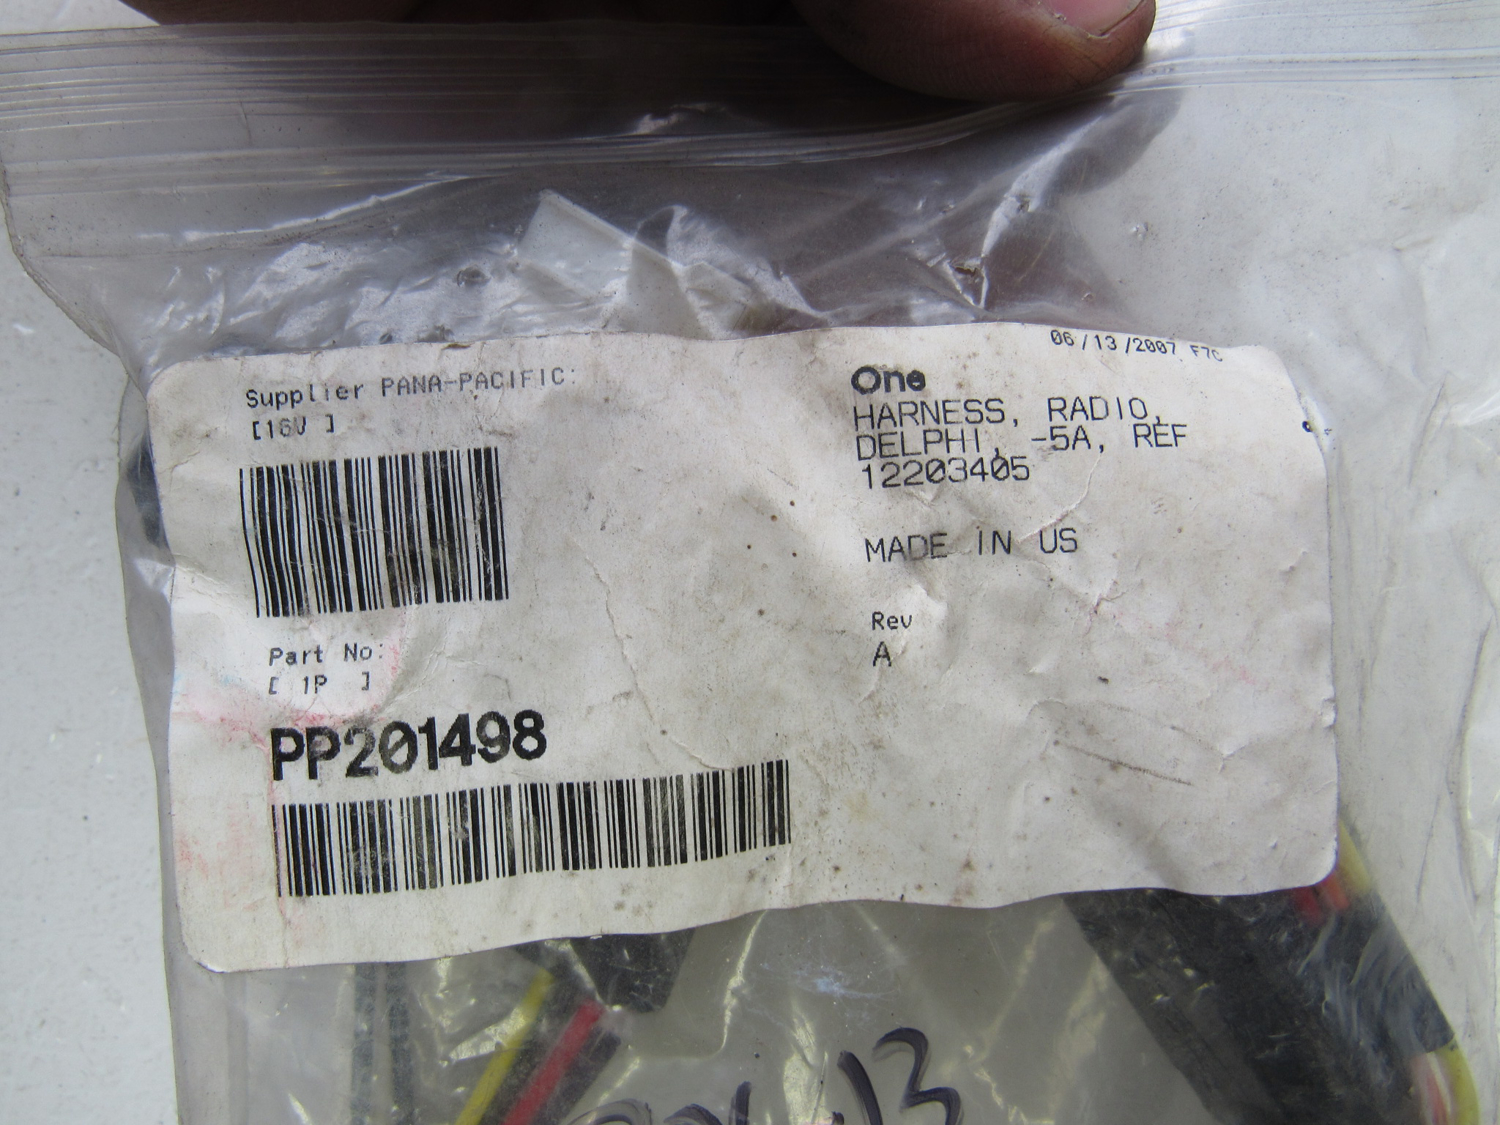 06/13/2007 F7C
Supplier PANA-PACIFIC:
[16V ]
Part No:
[ 1P ]
PP201498
One
HARNESS, RADIO,
DELPHI, -5A, REF
12203405
MADE IN US
Rev
A